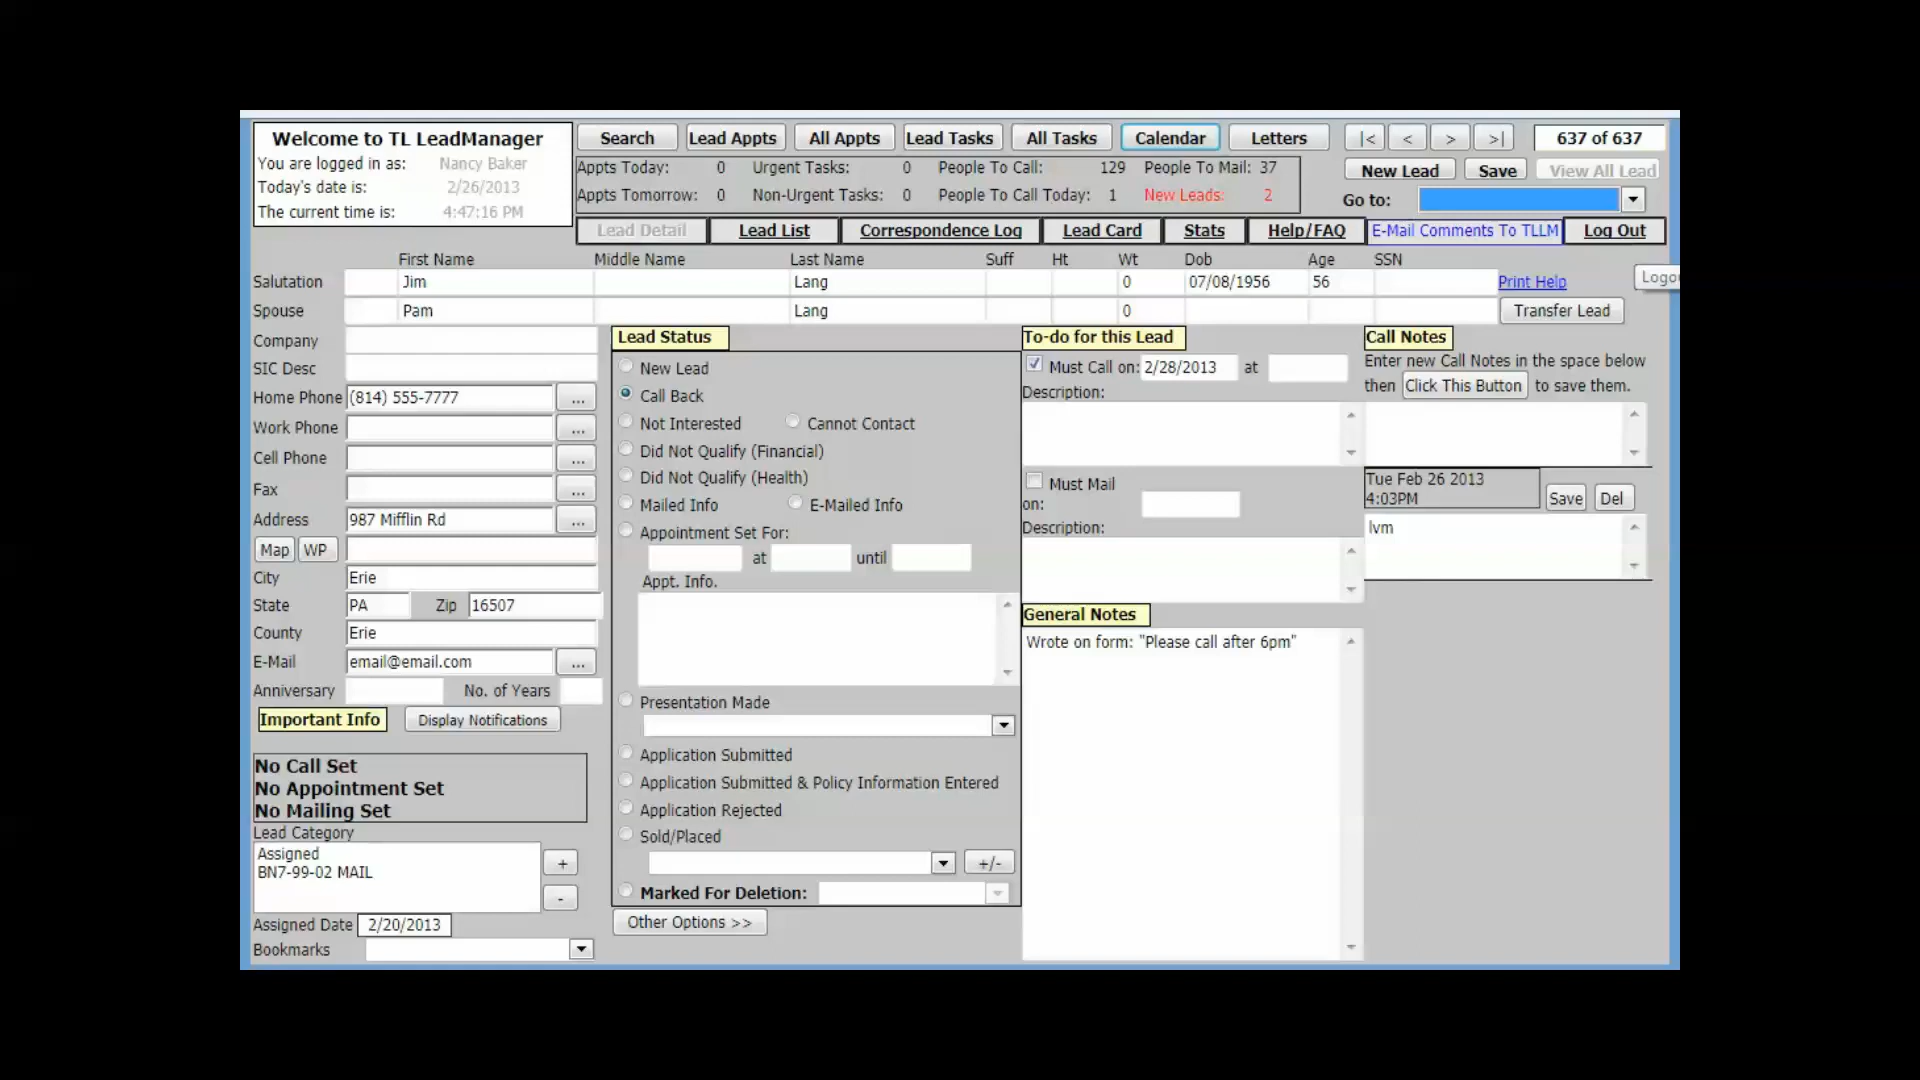 Welcome to TL LeadManager
You are logged in as: Nancy Baker
Today's date is: 2/26/2013
The current time is: 4:47:16 PM
Search Lead Appts All Appts Lead Tasks All Tasks Calendar Letters |< < > >| 637 of 637
Appts Today: 0 Urgent Tasks: 0 People To Call: 129 People To Mail: 37
Appts Tomorrow: 0 Non-Urgent Tasks: 0 People To Call Today: 1 New Leads: 2
New Lead Save View All Lead
Go to:
Lead Detail Lead List Correspondence Log Lead Card Stats Help/FAQ E-Mail Comments To TLLM Log Out
First Name Middle Name Last Name Suff Ht Wt Dob Age SSN
Salutation Jim Lang 0 07/08/1956 56 Print Help Logo
Spouse Pam Lang 0 Transfer Lead
Company
SIC Desc
Home Phone (814) 555-7777 ...
Work Phone ...
Cell Phone ...
Fax ...
Address 987 Mifflin Rd ...
Map WP
City Erie
State PA Zip 16507
County Erie
E-Mail email@email.com ...
Anniversary No. of Years
Important Info Display Notifications
No Call Set
No Appointment Set
No Mailing Set
Lead Category
Assigned
BN7-99-02 MAIL
+
-
Assigned Date 2/20/2013
Bookmarks
Lead Status
New Lead
Call Back
Not Interested Cannot Contact
Did Not Qualify (Financial)
Did Not Qualify (Health)
Mailed Info E-Mailed Info
Appointment Set For:
at until
Appt. Info.
Presentation Made
Application Submitted
Application Submitted & Policy Information Entered
Application Rejected
Sold/Placed
+/-
Marked For Deletion:
Other Options >>
To-do for this Lead
Must Call on: 2/28/2013 at
Description:
Must Mail
on:
Description:
General Notes
Wrote on form: "Please call after 6pm"
Call Notes
Enter new Call Notes in the space below
then Click This Button to save them.
Tue Feb 26 2013
4:03PM Save Del
lvm